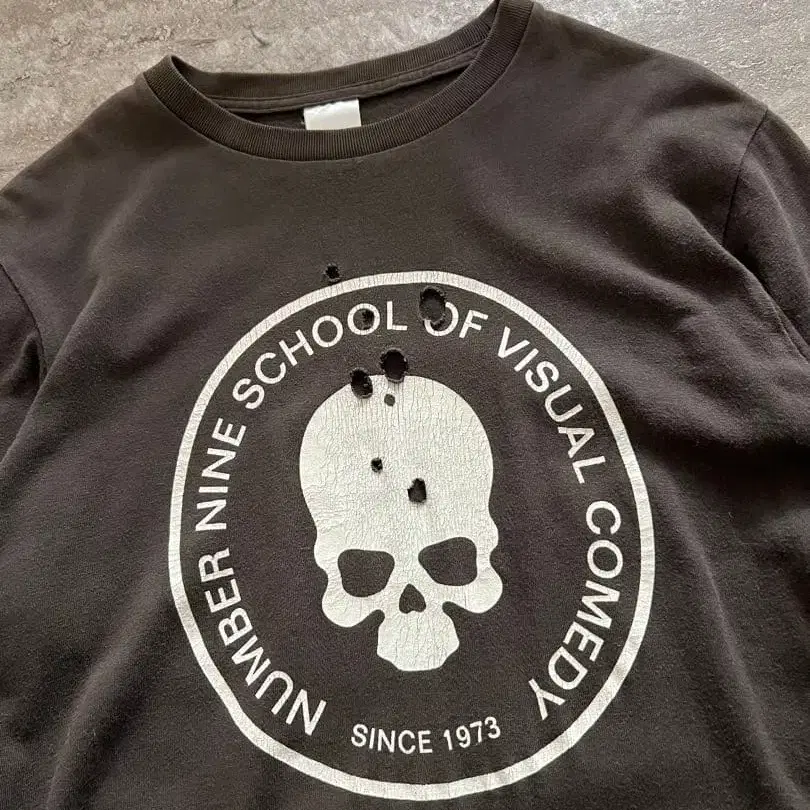 NUMBER NINE SCHOOL OF VISUAL COMEDY
SINCE 1973